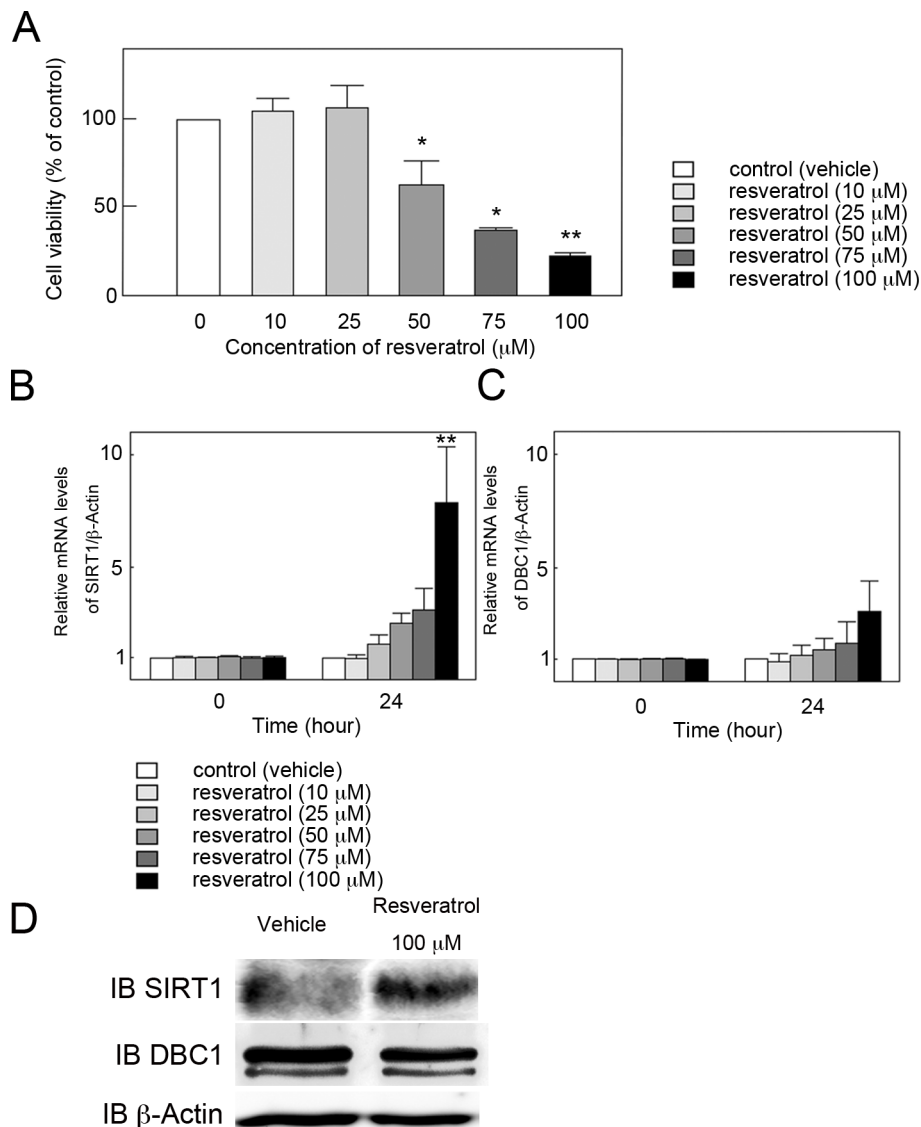 A
Cell viability (% of control)
100
50
0
*
*
**
0 10 25 50 75 100
Concentration of resveratrol (μM)
control (vehicle)
resveratrol (10 μM)
resveratrol (25 μM)
resveratrol (50 μM)
resveratrol (75 μM)
resveratrol (100 μM)
B
Relative mRNA levels
of SIRT1/β-Actin
10
5
1
**
0 24
Time (hour)
C
Relative mRNA levels
of DBC1/β-Actin
10
5
1
0 24
Time (hour)
control (vehicle)
resveratrol (10 μM)
resveratrol (25 μM)
resveratrol (50 μM)
resveratrol (75 μM)
resveratrol (100 μM)
D
Vehicle
Resveratrol
100 μM
IB SIRT1
IB DBC1
IB β-Actin